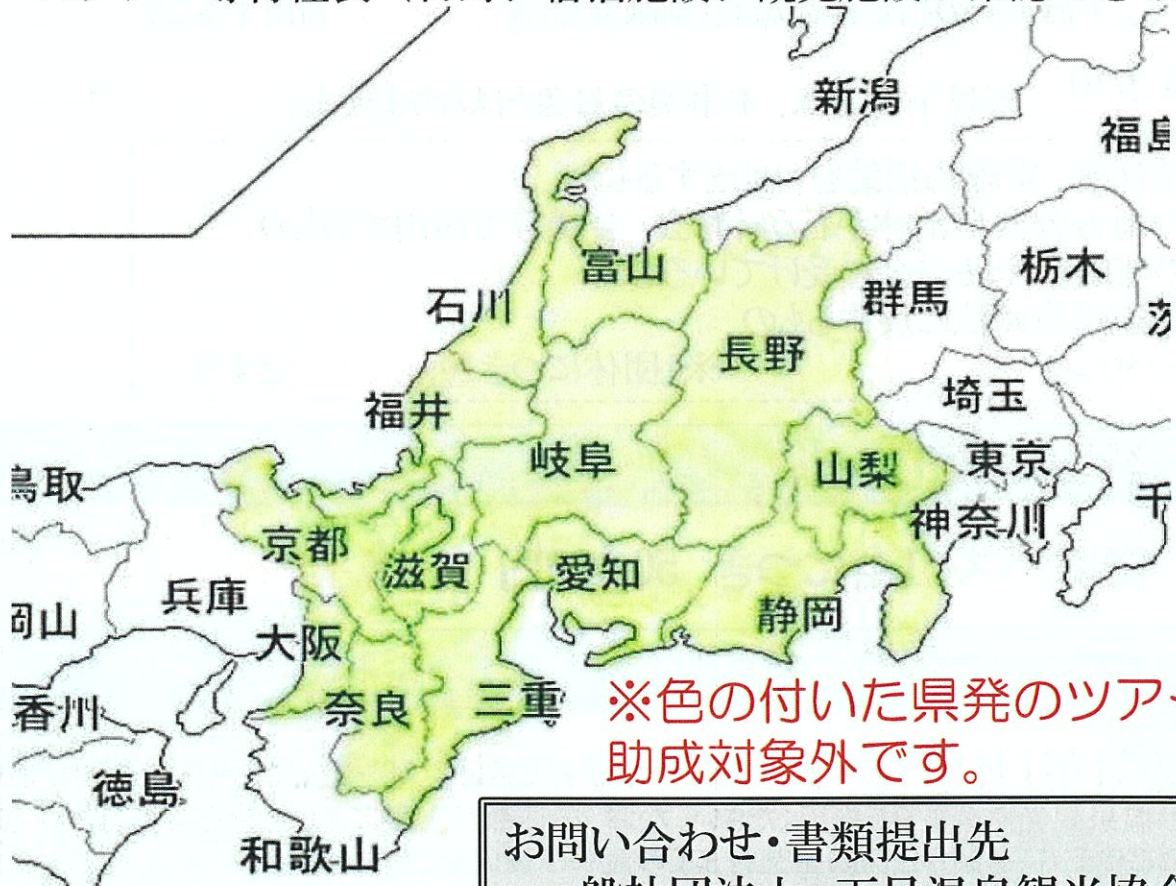 新潟
福島
富山
栃木
石川
群馬
長野
福井
埼玉
岐阜
山梨
東京
鳥取
千
神奈川
京都
滋賀
愛知
兵庫
岡山
静岡
大阪
奈良
三重
香川
※色の付いた県発のツア
助成対象外です。
徳島
和歌山
お問い合わせ・書類提出先